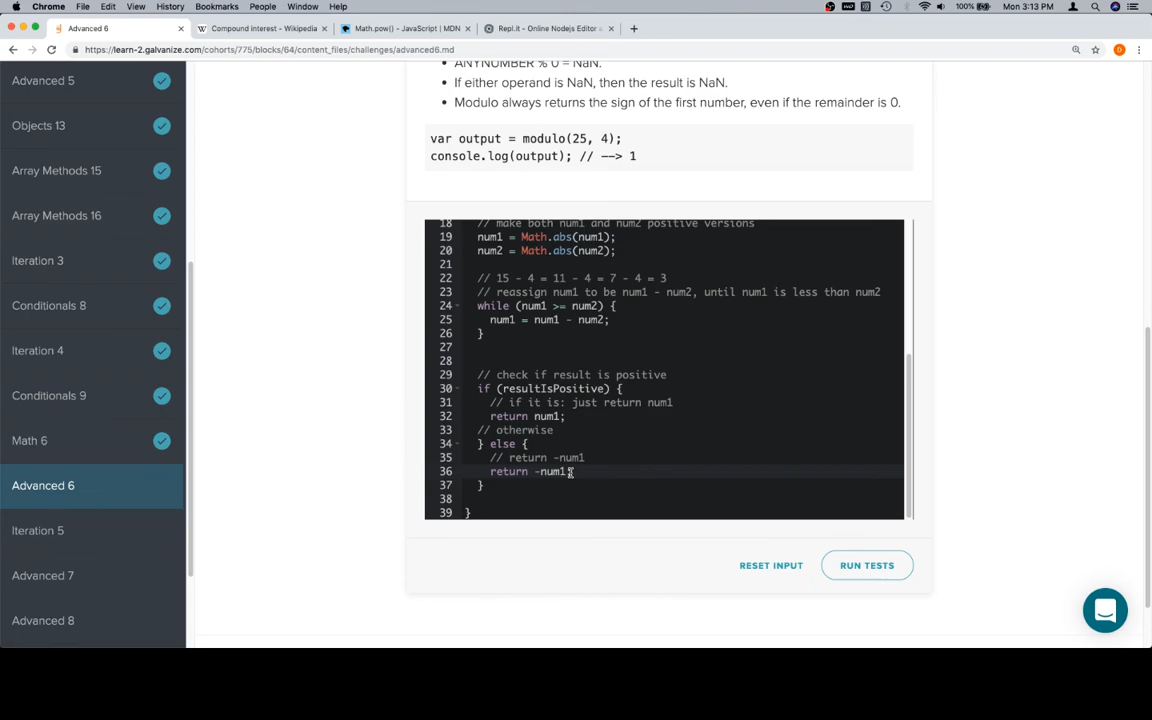 Chrome File Edit View History Bookmarks People Window Help 100% Mon 3:13 PM
Advanced 6
Compound interest - Wikipedia
Math.pow() - JavaScript | MDN
Repl.it - Online Nodejs Editor a
https://learn-2.galvanize.com/cohorts/775/blocks/64/content_files/challenges/advanced6.md
Advanced 5
Objects 13
Array Methods 15
Array Methods 16
Iteration 3
Conditionals 8
Iteration 4
Conditionals 9
Math 6
Advanced 6
Iteration 5
Advanced 7
Advanced 8
• ANYNUMBER % 0 = NaN.
• If either operand is NaN, then the result is NaN.
• Modulo always returns the sign of the first number, even if the remainder is 0.
var output = modulo(25, 4);
console.log(output); // --> 1
18 // make both num1 and num2 positive versions
19 num1 = Math.abs(num1);
20 num2 = Math.abs(num2);
21
22 // 15 - 4 = 11 - 4 = 7 - 4 = 3
23 // reassign num1 to be num1 - num2, until num1 is less than num2
24 while (num1 >= num2) {
25 num1 = num1 - num2;
26 }
27
28
29 // check if result is positive
30 if (resultIsPositive) {
31 // if it is: just return num1
32 return num1;
33 // otherwise
34 } else {
35 // return -num1
36 return -num1;
37 }
38
39 }
RESET INPUT
RUN TESTS